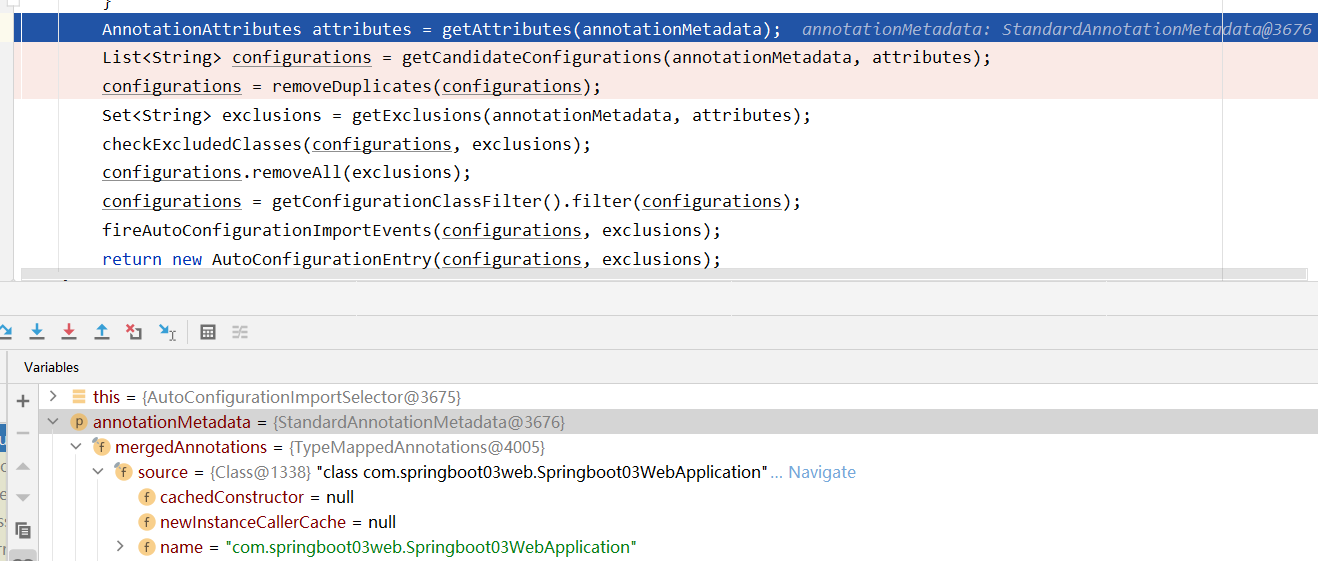 }
AnnotationAttributes attributes = getAttributes(annotationMetadata); annotationMetadata: StandardAnnotationMetadata@3676
List<String> configurations = getCandidateConfigurations(annotationMetadata, attributes);
configurations = removeDuplicates(configurations);
Set<String> exclusions = getExclusions(annotationMetadata, attributes);
checkExcludedClasses(configurations, exclusions);
configurations.removeAll(exclusions);
configurations = getConfigurationClassFilter().filter(configurations);
fireAutoConfigurationImportEvents(configurations, exclusions);
return new AutoConfigurationEntry(configurations, exclusions);
Variables
this = {AutoConfigurationImportSelector@3675}
p annotationMetadata = {StandardAnnotationMetadata@3676}
f mergedAnnotations = {TypeMappedAnnotations@4005}
f source = {Class@1338} "class com.springboot03web.Springboot03WebApplication"... Navigate
f cachedConstructor = null
f newInstanceCallerCache = null
f name = "com.springboot03web.Springboot03WebApplication"